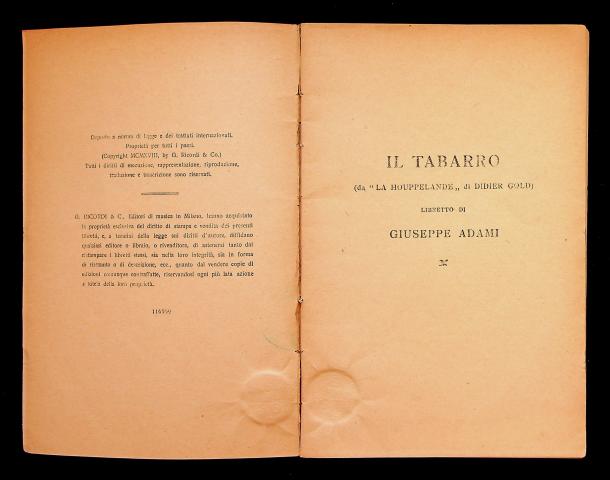 Deposto a norma di legge e dei trattati internazionali.
Proprietà per tutti i paesi.
(Copyright MCMXVIII, by G. Ricordi & Co.)
Tutti i diritti di esecuzione, rappresentazione, riproduzione,
traduzione e trascrizione sono riservati.
G. RICORDI & C., Editori di musica in Milano, hanno acquistato
la proprietà esclusiva del diritto di stampa e vendita dei presenti
libretti, e, a termini della legge sui diritti d'autore, diffidano
qualsiasi editore o libraio, o rivenditore, di astenersi tanto dal
ristampare i libretti stessi, sia nella loro integrità, sia in forma
di riassunto o di descrizione, ecc., quanto dal vendere copie di
edizioni comunque contraffatte, riservandosi ogni più lata azione
a tutela della loro proprietà.
IL TABARRO
(da "LA HOUPPELANDE„ di DIDIER GOLD)
LIBRETTO DI
GIUSEPPE ADAMI